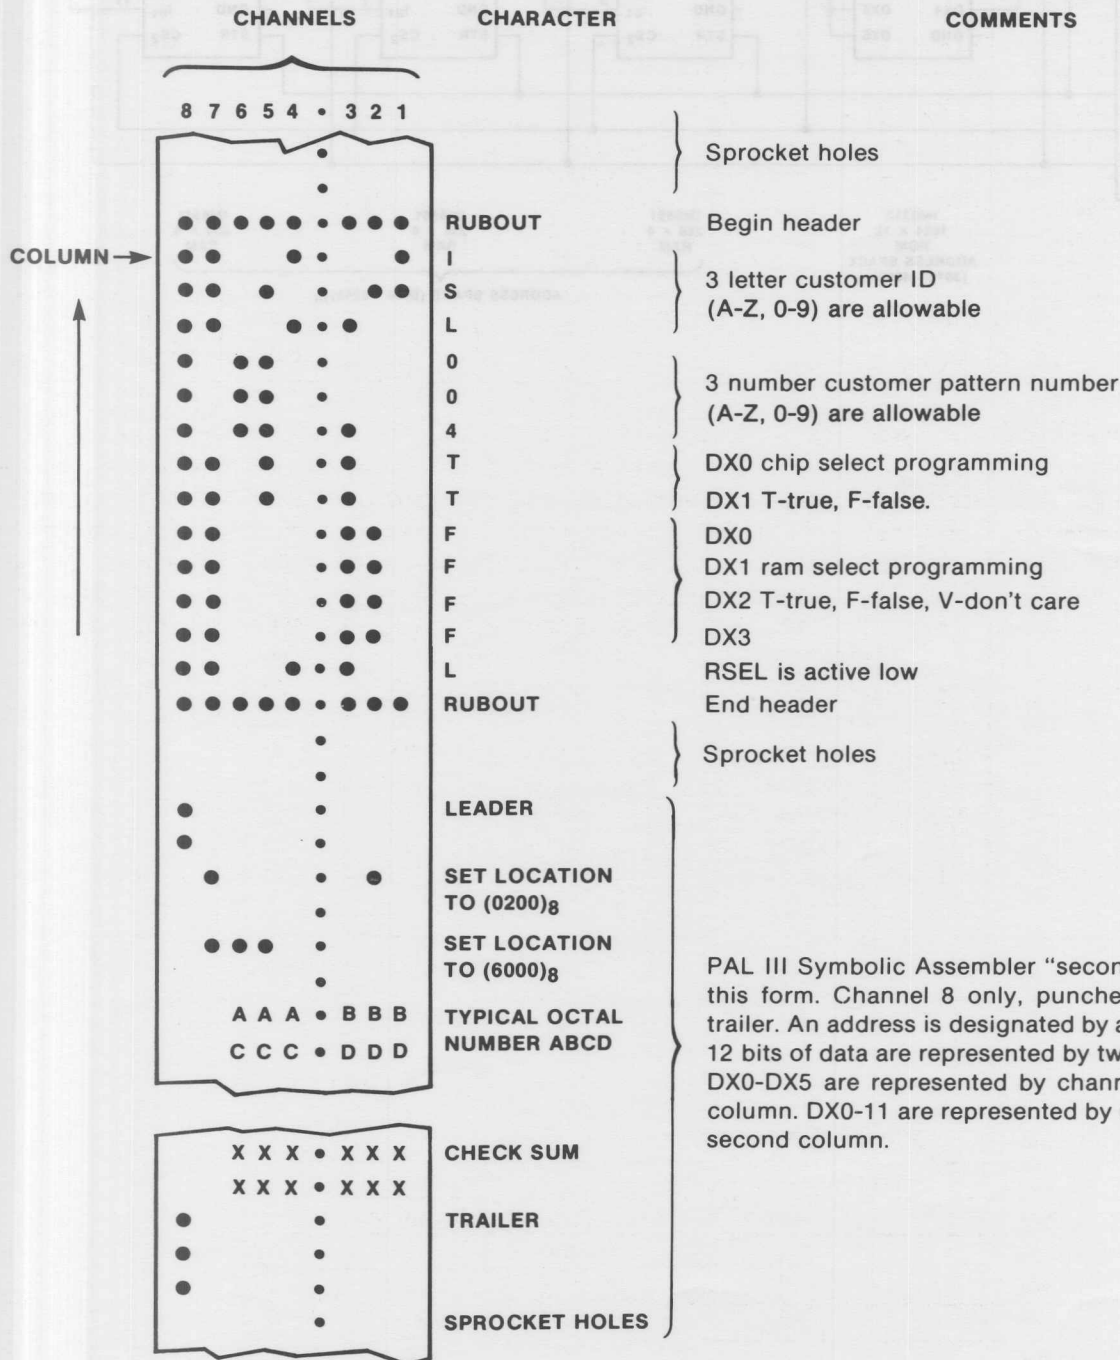 CHANNELS CHARACTER COMMENTS
8 7 6 5 4 • 3 2 1
Sprocket holes
RUBOUT Begin header
COLUMN I
S 3 letter customer ID
(A-Z, 0-9) are allowable
L
0
3 number customer pattern number
0
(A-Z, 0-9) are allowable
4
T DX0 chip select programming
T DX1 T-true, F-false.
F DX0
F DX1 ram select programming
F DX2 T-true, F-false, V-don't care
F DX3
L RSEL is active low
RUBOUT End header
Sprocket holes
LEADER
SET LOCATION
TO (0200)8
SET LOCATION
TO (6000)8
A A A • B B B TYPICAL OCTAL
C C C • D D D NUMBER ABCD
PAL III Symbolic Assembler "secon
this form. Channel 8 only, punche
trailer. An address is designated by a
12 bits of data are represented by tw
DX0-DX5 are represented by chann
column. DX0-11 are represented by
second column.
X X X • X X X CHECK SUM
X X X • X X X
TRAILER
SPROCKET HOLES